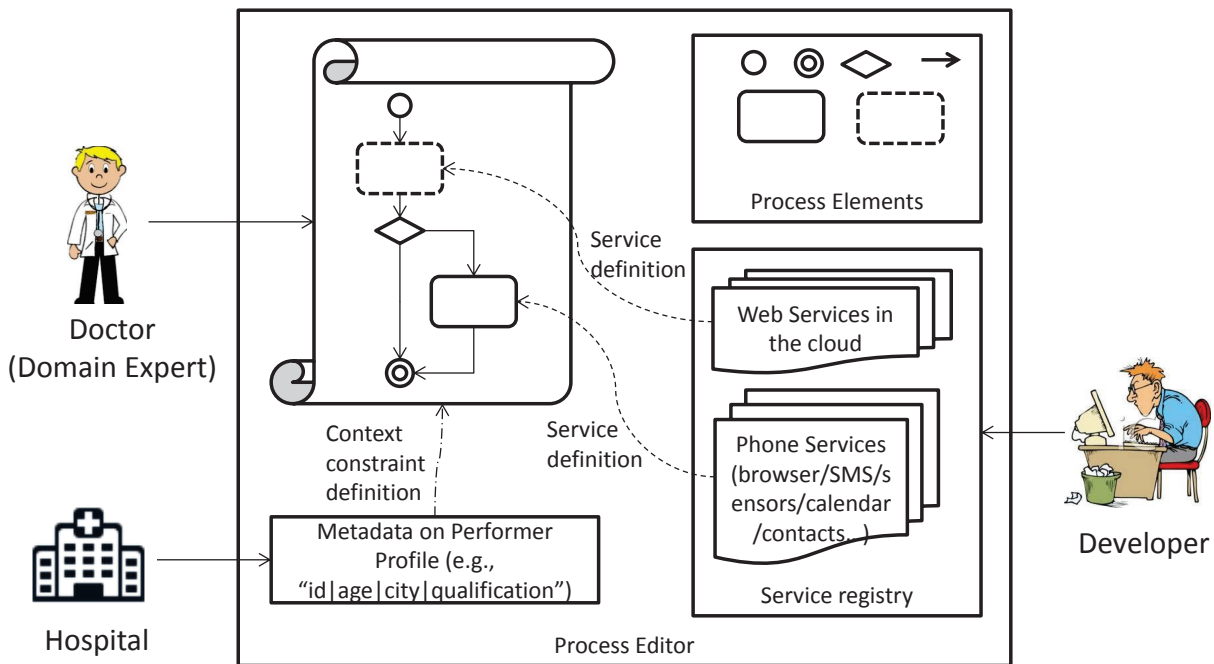 Process Elements
Service
definition
Web Services in
the cloud
Doctor
(Domain Expert)
Context
constraint
definition
Service
definition
Phone Services
(browser/SMS/s
ensors/calendar
/contacts…)
Developer
Metadata on Performer
Profile (e.g.,
“id|age|city|qualification”)
Service registry
Hospital
Process Editor